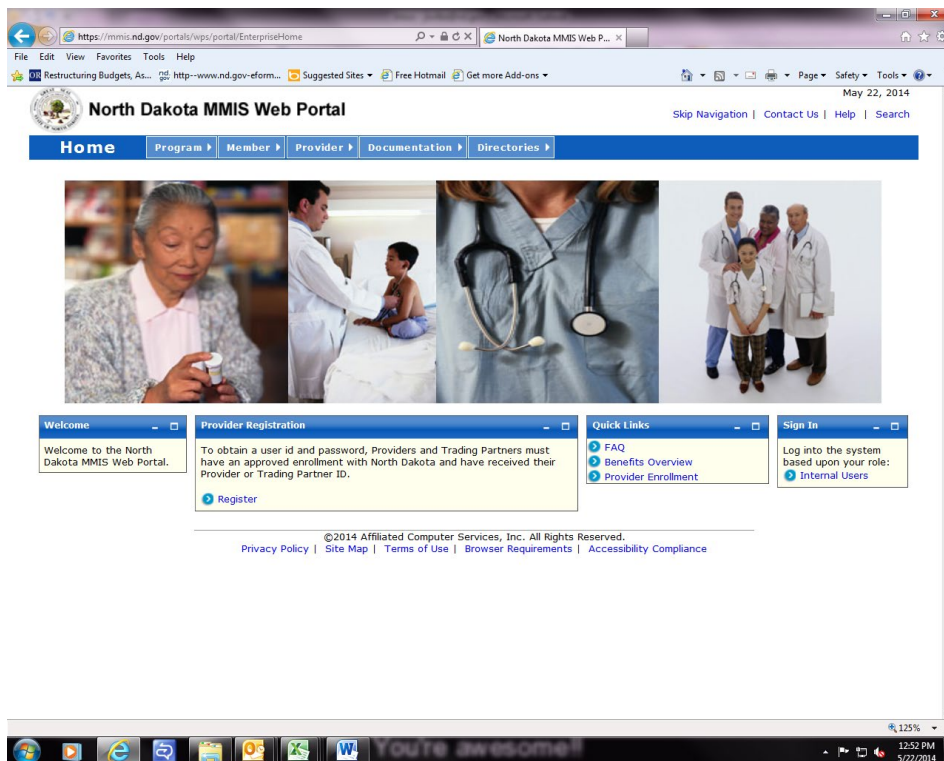 https://mmis.nd.gov/portals/wps/portal/EnterpriseHome
North Dakota MMIS Web P...
File Edit View Favorites Tools Help
Restructuring Budgets, As... http--www.nd.gov-eform... Suggested Sites Free Hotmail Get more Add-ons Page Safety Tools
May 22, 2014
North Dakota MMIS Web Portal
Skip Navigation | Contact Us | Help | Search
Home Program Member Provider Documentation Directories
Welcome
Welcome to the North
Dakota MMIS Web Portal.
Provider Registration
To obtain a user id and password, Providers and Trading Partners must
have an approved enrollment with North Dakota and have received their
Provider or Trading Partner ID.
Register
Quick Links
FAQ
Benefits Overview
Provider Enrollment
Sign In
Log into the system
based upon your role:
Internal Users
©2014 Affiliated Computer Services, Inc. All Rights Reserved.
Privacy Policy | Site Map | Terms of Use | Browser Requirements | Accessibility Compliance
125%
You're awesome!!
12:52 PM
5/22/2014